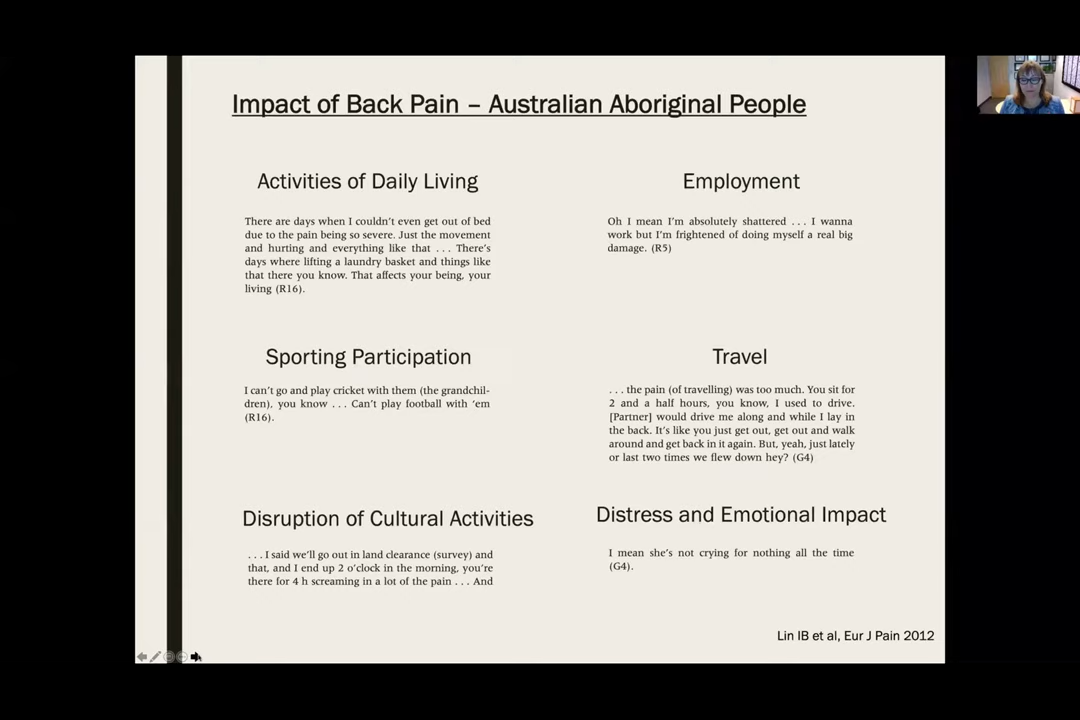 Impact of Back Pain – Australian Aboriginal People
Activities of Daily Living
There are days when I couldn't even get out of bed
due to the pain being so severe. Just the movement
and hurting and everything like that . . . There's
days where lifting a laundry basket and things like
that there you know. That affects your being, your
living (R16).
Employment
Oh I mean I'm absolutely shattered . . . I wanna
work but I'm frightened of doing myself a real big
damage. (R5)
Sporting Participation
I can't go and play cricket with them (the grandchil-
dren), you know . . . Can't play football with 'em
(R16).
Travel
. . . the pain (of travelling) was too much. You sit for
2 and a half hours, you know, I used to drive.
[Partner] would drive me along and while I lay in
the back. It's like you just get out, get out and walk
around and get back in it again. But, yeah, just lately
or last two times we flew down hey? (G4)
Disruption of Cultural Activities
. . . I said we'll go out in land clearance (survey) and
that, and I end up 2 o'clock in the morning, you're
there for 4 h screaming in a lot of the pain . . . And
Distress and Emotional Impact
I mean she's not crying for nothing all the time
(G4).
Lin IB et al, Eur J Pain 2012